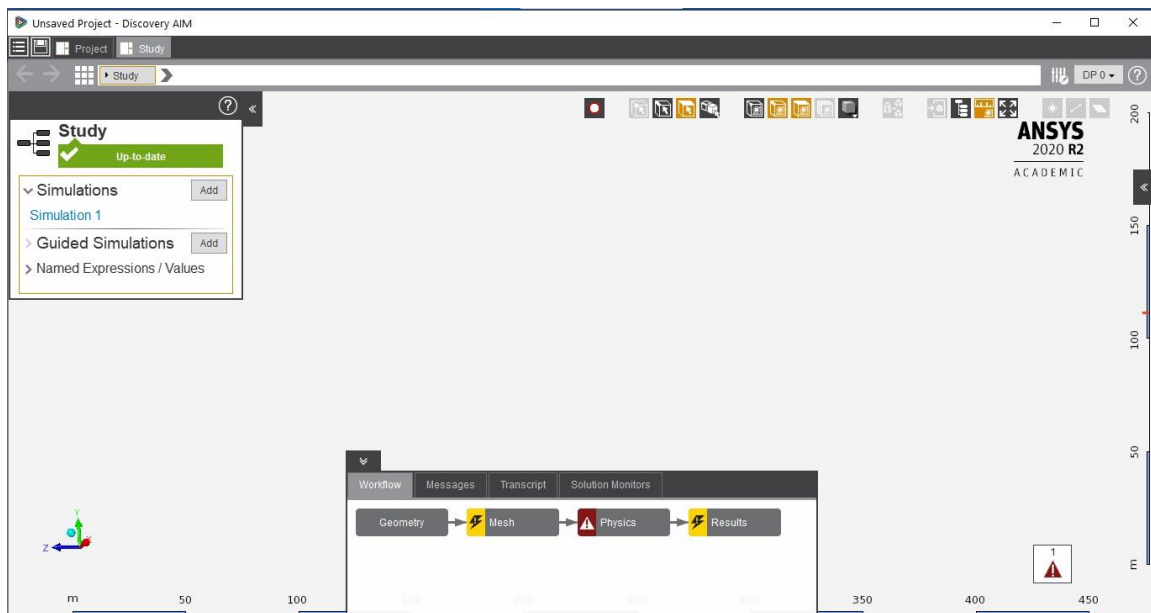 Unsaved Project - Discovery AIM
Project Study
Study DP 0
Study
Up-to-date
Simulations Add
Simulation 1
Guided Simulations Add
Named Expressions / Values
ANSYS
2020 R2
ACADEMIC
200
150
100
50
m
Workflow Messages Transcript Solution Monitors
Geometry Mesh Physics Results
Y
Z
1
m 50 100 350 400 450